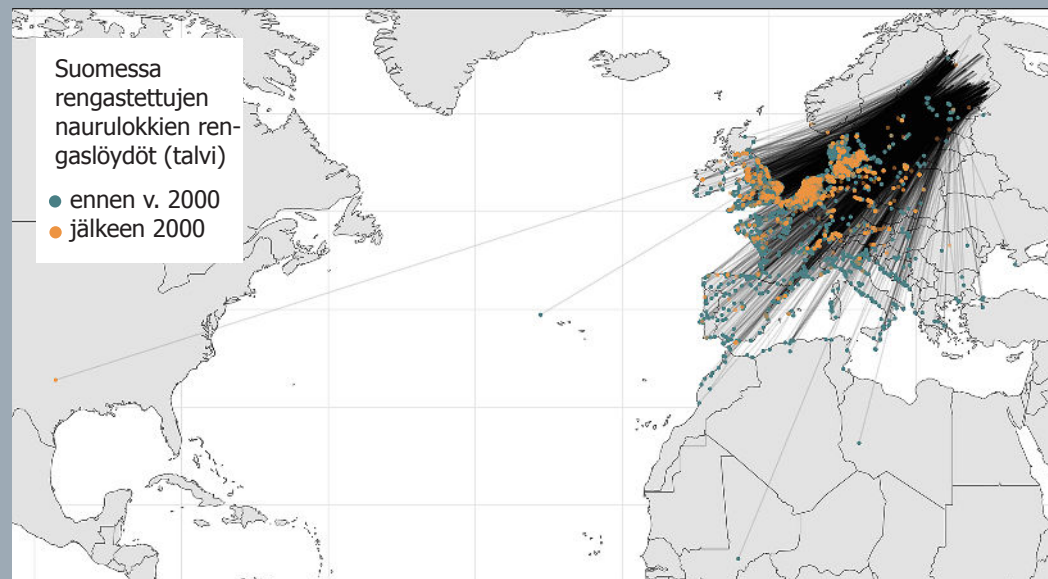 Suomessa
rengastettujen
naurulokkien ren-
gaslöydöt (talvi)
ennen v. 2000
jälkeen 2000